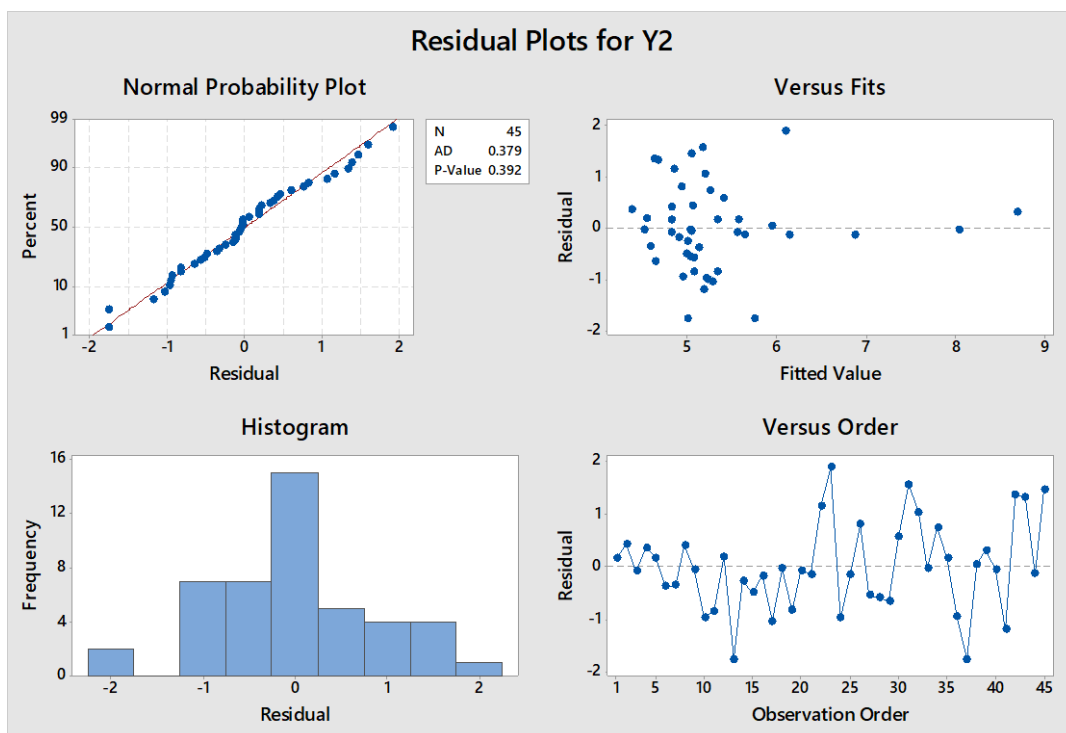 Residual Plots for Y2
Normal Probability Plot
Percent
99
90
50
10
1
-2 -1 0 1 2
Residual
N 45
AD 0.379
P-Value 0.392
Versus Fits
Residual
2
1
0
-1
-2
5 6 7 8 9
Fitted Value
Histogram
Frequency
16
12
8
4
0
-2 -1 0 1 2
Residual
Versus Order
Residual
2
1
0
-1
-2
1 5 10 15 20 25 30 35 40 45
Observation Order